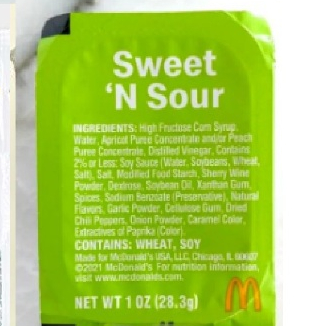 Sweet
'N Sour
INGREDIENTS: High Fructose Corn Syrup,
Water, Apricot Puree Concentrate and/or Peach
Puree Concentrate, Distilled Vinegar, Contains
2% or Less: Soy Sauce (Water, Soybeans, Wheat,
Salt), Salt, Modified Food Starch, Sherry Wine
Powder, Dextrose, Soybean Oil, Xanthan Gum,
Spices, Sodium Benzoate (Preservative), Natural
Flavors, Garlic Powder, Cellulose Gum, Dried
Chili Peppers, Onion Powder, Caramel Color,
Extractives of Paprika (Color).
CONTAINS: WHEAT, SOY
Made for McDonald's USA, LLC, Chicago, IL 60607
©2021 McDonald's For nutrition information,
visit www.mcdonalds.com
NET WT 1 OZ (28.3g)